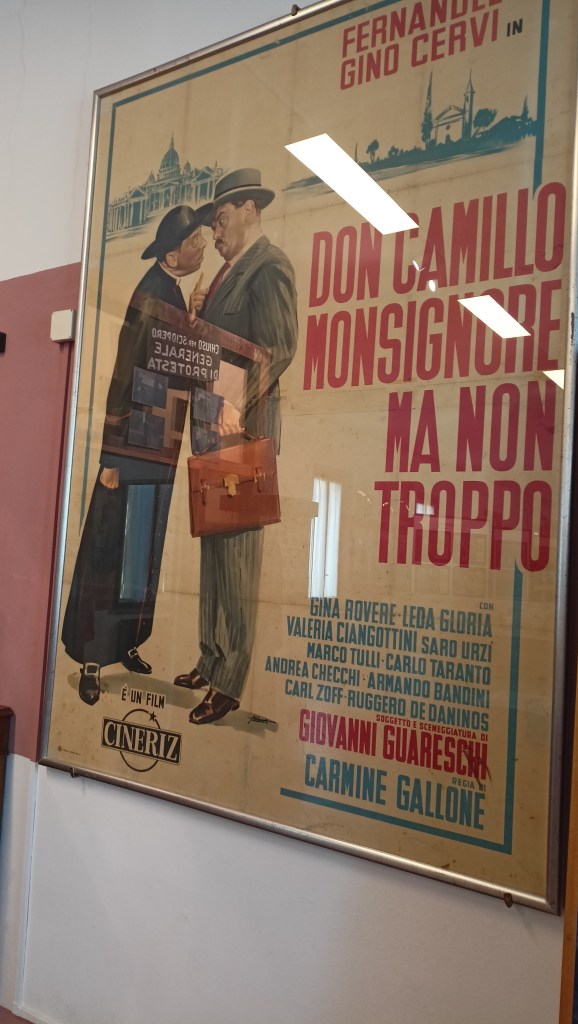 FERNANDEL
GINO CERVI IN
DON CAMILLO
MONSIGNORE
MA NON
TROPPO
CHIUSO PER SCIOPERO
GENERALE
DI PROTESTA
CON
GINA ROVERE - LEDA GLORIA
VALERIA CIANGOTTINI SARO URZI
MARCO TULLI - CARLO TARANTO
ANDREA CHECCHI - ARMANDO BANDINI
CARL ZOFF - RUGGERO DE DANINOS
SOGGETTO E SCENEGGIATURA DI
GIOVANNI GUARESCHI
REGIA DI
CARMINE GALLONE
È UN FILM
CINERIZ